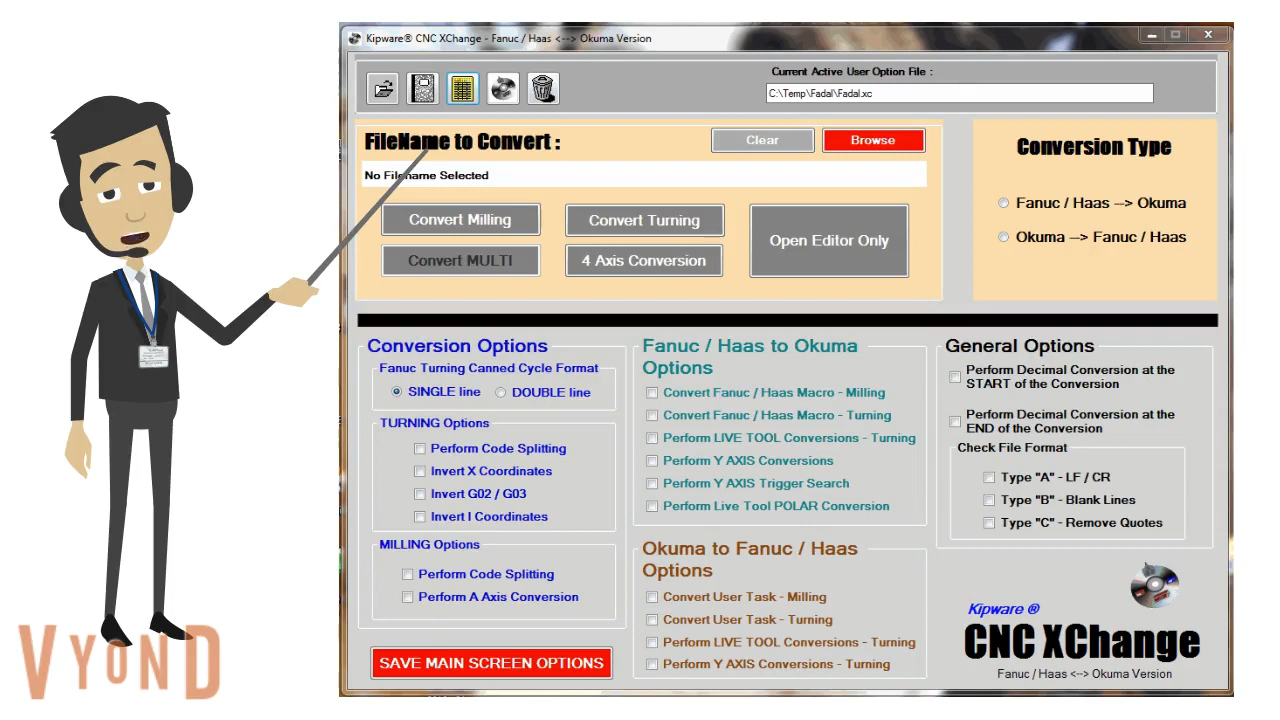 Kipware® CNC XChange - Fanuc / Haas <--> Okuma Version
Current Active User Option File :
C:\Temp\Fadal\Fadal.xc
FileName to Convert :
Clear
Browse
No Filename Selected
Convert Milling
Convert Turning
Open Editor Only
Convert MULTI
4 Axis Conversion
Conversion Type
Fanuc / Haas --> Okuma
Okuma --> Fanuc / Haas
Conversion Options
Fanuc Turning Canned Cycle Format
SINGLE line
DOUBLE line
TURNING Options
Perform Code Splitting
Invert X Coordinates
Invert G02 / G03
Invert I Coordinates
MILLING Options
Perform Code Splitting
Perform A Axis Conversion
SAVE MAIN SCREEN OPTIONS
Fanuc / Haas to Okuma
Options
Convert Fanuc / Haas Macro - Milling
Convert Fanuc / Haas Macro - Turning
Perform LIVE TOOL Conversions - Turning
Perform Y AXIS Conversions
Perform Y AXIS Trigger Search
Perform Live Tool POLAR Conversion
Okuma to Fanuc / Haas
Options
Convert User Task - Milling
Convert User Task - Turning
Perform LIVE TOOL Conversions - Turning
Perform Y AXIS Conversions - Turning
General Options
Perform Decimal Conversion at the
START of the Conversion
Perform Decimal Conversion at the
END of the Conversion
Check File Format
Type "A" - LF / CR
Type "B" - Blank Lines
Type "C" - Remove Quotes
Kipware ®
CNC XChange
Fanuc / Haas <--> Okuma Version
VYOND